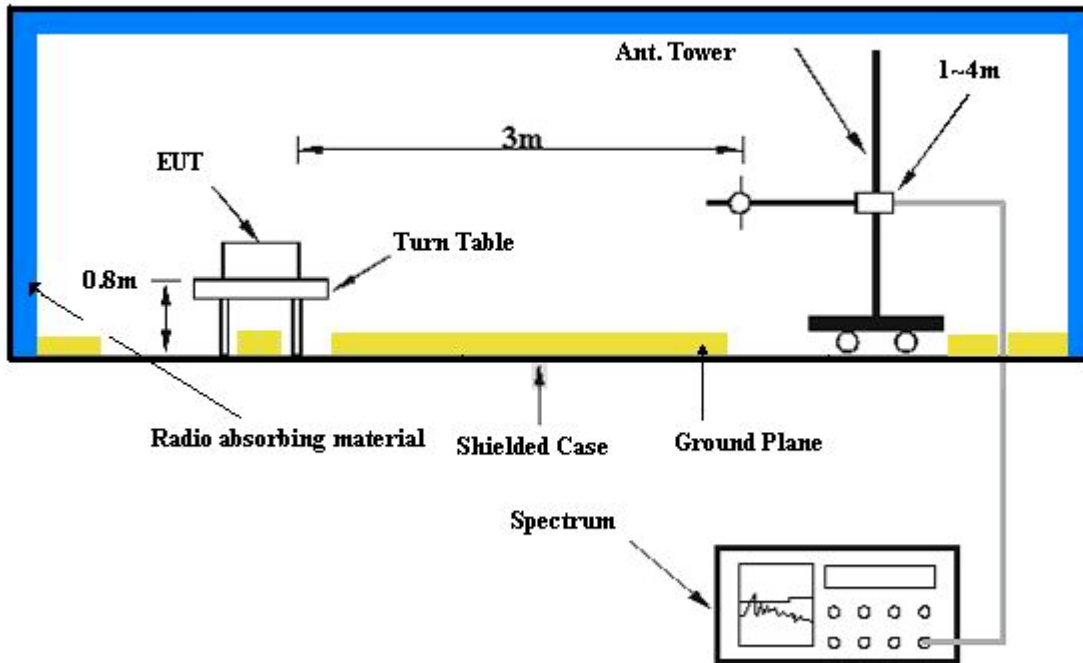 Ant. Tower
1~4m
3m
EUT
Turn Table
0.8m
Radio absorbing material
Shielded Case
Ground Plane
Spectrum